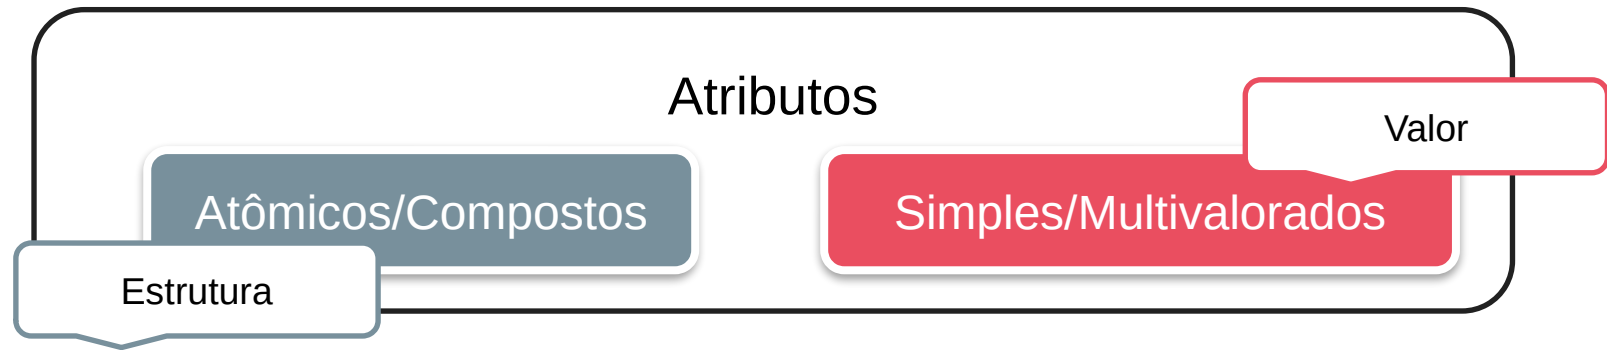 Atributos
Valor
Atômicos/Compostos
Simples/Multivalorados
Estrutura